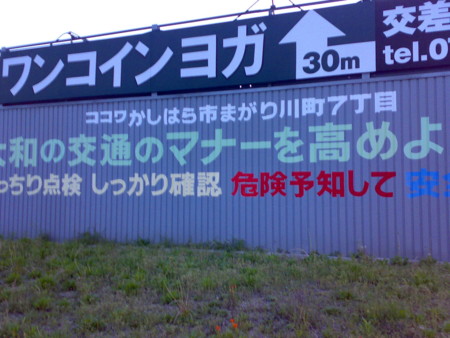 ワンコインヨガ
30m
交差
tel.0
ココワかしはら市まがり川町7丁目
大和の交通のマナーを高めよ
っちり点検 しっかり確認 危険予知して 安